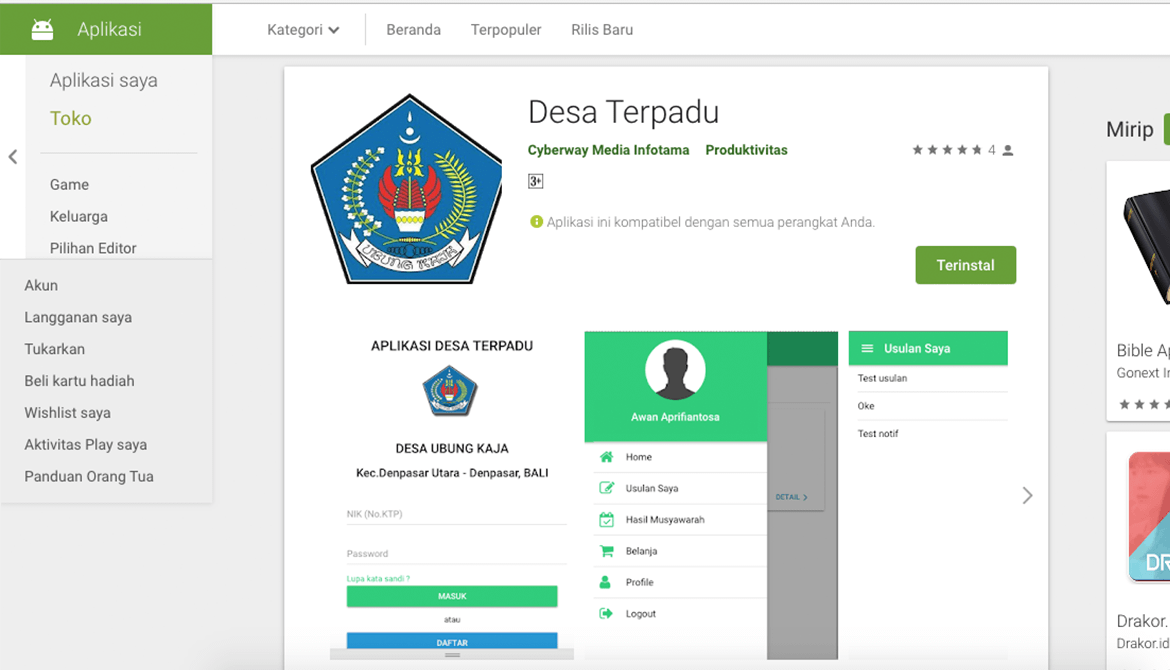 Aplikasi
Kategori
Beranda
Terpopuler
Rilis Baru
Aplikasi saya
Toko
Game
Keluarga
Pilihan Editor
Akun
Langganan saya
Tukarkan
Beli kartu hadiah
Wishlist saya
Aktivitas Play saya
Panduan Orang Tua
UBUNG KAJA
Desa Terpadu
Cyberway Media Infotama
Produktivitas
4
3+
Aplikasi ini kompatibel dengan semua perangkat Anda.
Terinstal
APLIKASI DESA TERPADU
DESA UBUNG KAJA
Kec.Denpasar Utara - Denpasar, BALI
NIK (No.KTP)
Password
Lupa kata sandi ?
MASUK
atau
DAFTAR
Awan Aprifiantosa
Home
Usulan Saya
Hasil Musyawarah
Belanja
Profile
Logout
DETAIL
Usulan Saya
Test usulan
Oke
Test notif
Mirip
Bible Ap
Gonext In
DR
Drakor.
Drakor.id